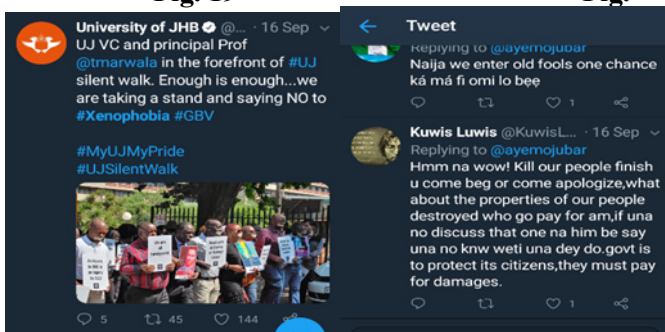 University of JHB @... · 16 Sep
UJ VC and principal Prof
@tmarwala in the forefront of #UJ
silent walk. Enough is enough...we
are taking a stand and saying NO to
#Xenophobia #GBV
#MyUJMyPride
#UJSilentWalk
5 45 144
Tweet
Replying to @ayemojubar
Naija we enter old fools one chance
ká má fi omi lo bẹẹ
1
Kuwis Luwis @KuwisL... · 16 Sep
Replying to @ayemojubar
Hmm na wow! Kill our people finish
u come beg or come apologize,what
about the properties of our people
destroyed who go pay for am,if una
no discuss that one na him be say
una no knw weti una dey do.govt is
to protect its citizens,they must pay
for damages.
1